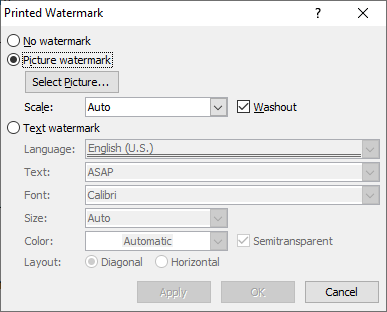 Printed Watermark
No watermark
Picture watermark
Select Picture...
Scale: Auto Washout
Text watermark
Language: English (U.S.)
Text: ASAP
Font: Calibri
Size: Auto
Color: Automatic Semitransparent
Layout: Diagonal Horizontal
Apply OK Cancel